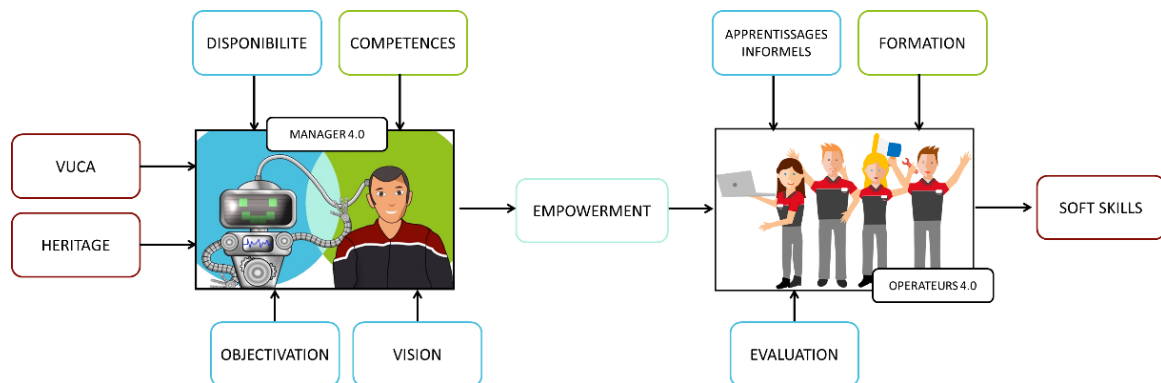 DISPONIBILITE
COMPETENCES
APPRENTISSAGES
INFORMELS
FORMATION
MANAGER 4.0
VUCA
HERITAGE
EMPOWERMENT
SOFT SKILLS
OPERATEURS 4.0
OBJECTIVATION
VISION
EVALUATION